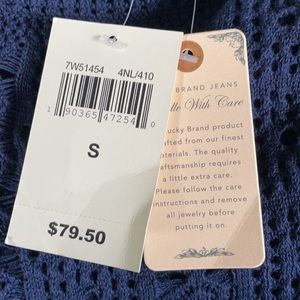 7W51454 4NL/410
1 90365 47254 0
S
$79.50
BRAND JEANS
With Care
Brand product
from our finest
The quality
requires
a little extra care.
Please follow the care
instructions and remove
all jewelry before
putting it on.